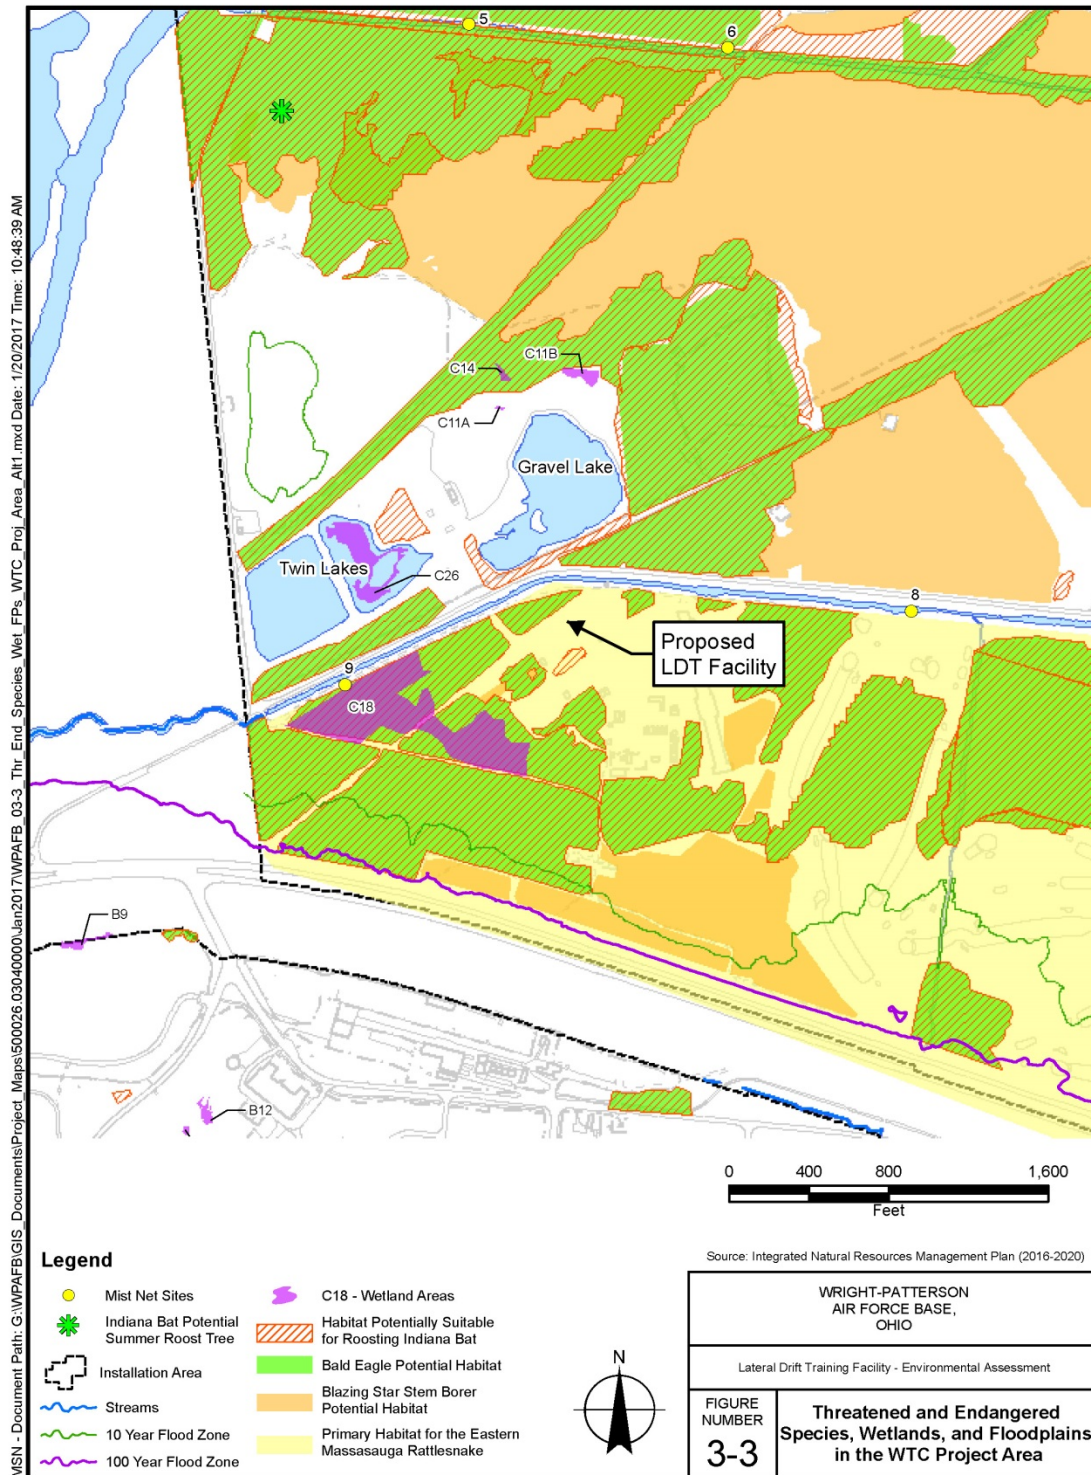 5
6
C14
C11B
C11A
Gravel Lake
Twin Lakes
C26
8
Proposed
LDT Facility
9
C18
B9
B12
0 400 800 1,600
Feet
MSN - Document Path: G:\WPAFB\GIS_Documents\Project_Maps\500026.03040000\Jan2017\WPAFB_03-3_Thr_End_Species_Wet_FPs_WTC_Proj_Area_Alt1.mxd Date: 1/20/2017 Time: 10:48:39 AM
Legend
Mist Net Sites
Indiana Bat Potential
Summer Roost Tree
Installation Area
Streams
10 Year Flood Zone
100 Year Flood Zone
C18 - Wetland Areas
Habitat Potentially Suitable
for Roosting Indiana Bat
Bald Eagle Potential Habitat
Blazing Star Stem Borer
Potential Habitat
Primary Habitat for the Eastern
Massasauga Rattlesnake
N
Source: Integrated Natural Resources Management Plan (2016-2020)
WRIGHT-PATTERSON
AIR FORCE BASE,
OHIO
Lateral Drift Training Facility - Environmental Assessment
FIGURE
NUMBER
3-3
Threatened and Endangered
Species, Wetlands, and Floodplains
in the WTC Project Area